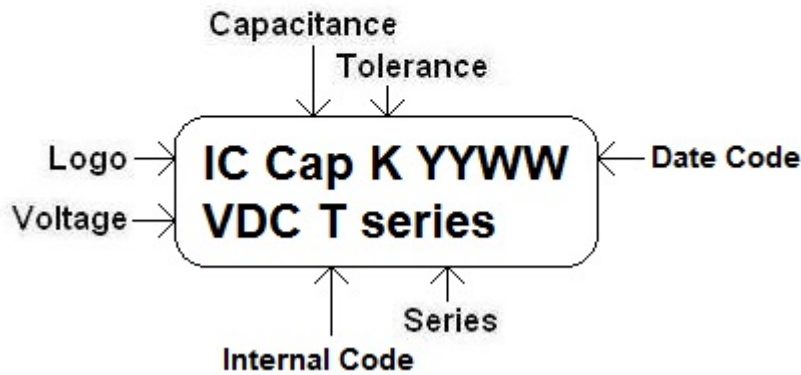 Capacitance
Tolerance
Logo IC Cap K YYWW Date Code
Voltage VDC T series
Series
Internal Code